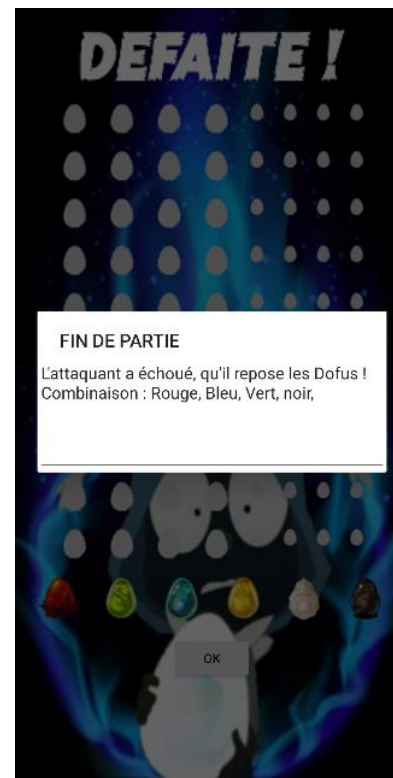 DEFAITE !
FIN DE PARTIE
L'attaquant a échoué, qu'il repose les Dofus !
Combinaison : Rouge, Bleu, Vert, noir,
OK